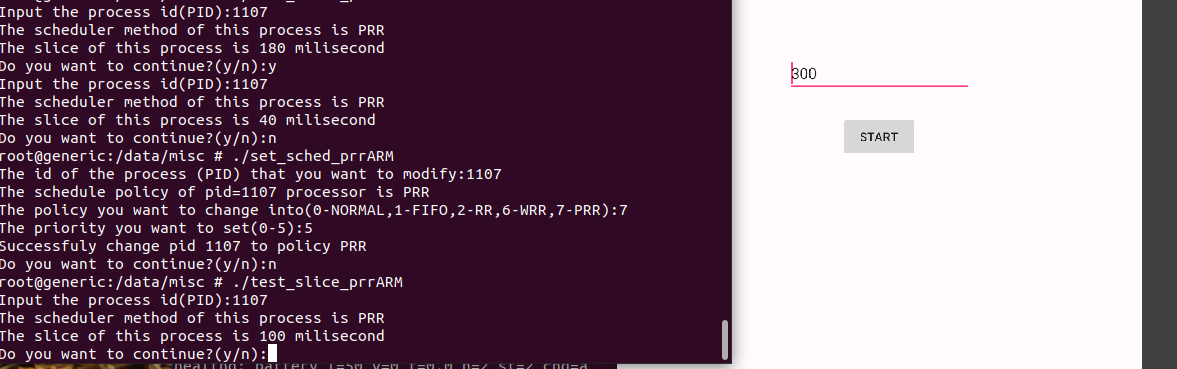 Input the process id(PID):1107
The scheduler method of this process is PRR
The slice of this process is 180 milisecond
Do you want to continue?(y/n):y
Input the process id(PID):1107
The scheduler method of this process is PRR
The slice of this process is 40 milisecond
Do you want to continue?(y/n):n
root@generic:/data/misc # ./set_sched_prrARM
The id of the process (PID) that you want to modify:1107
The schedule policy of pid=1107 processor is PRR
The policy you want to change into(0-NORMAL,1-FIFO,2-RR,6-WRR,7-PRR):7
The priority you want to set(0-5):5
Successfuly change pid 1107 to policy PRR
Do you want to continue?(y/n):n
root@generic:/data/misc # ./test_slice_prrARM
Input the process id(PID):1107
The scheduler method of this process is PRR
The slice of this process is 100 milisecond
Do you want to continue?(y/n):
300
START